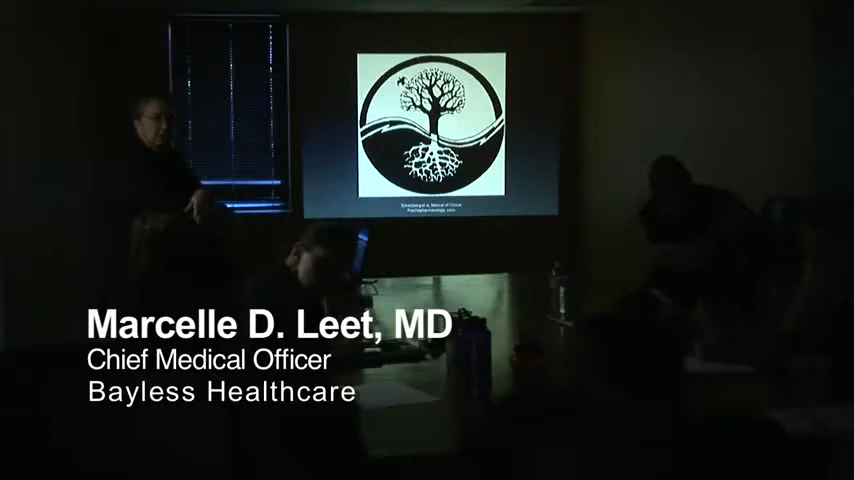 Marcelle D. Leet, MD
Chief Medical Officer
Bayless Healthcare